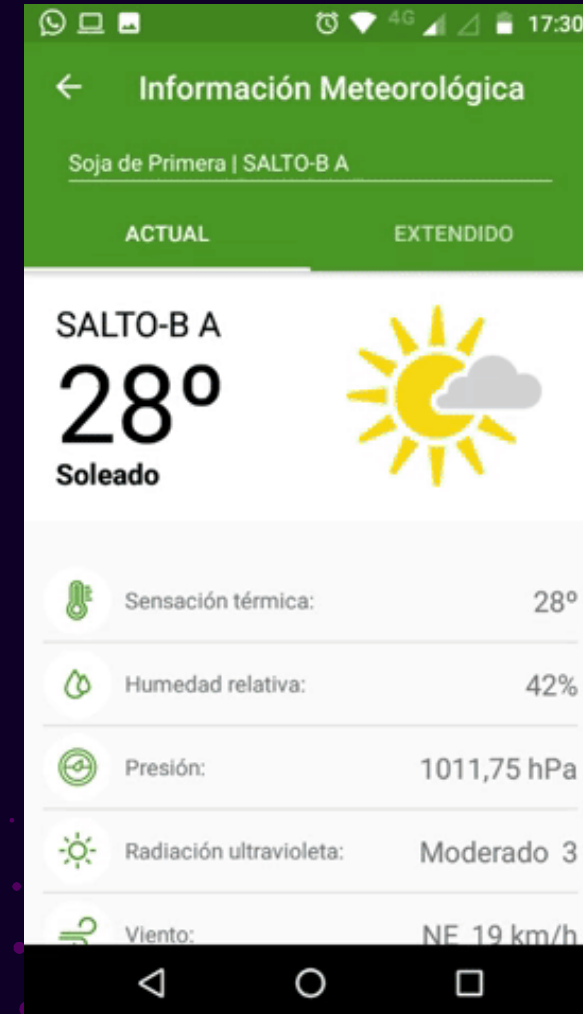 4G 17:30
Información Meteorológica
Soja de Primera | SALTO-B A
ACTUAL EXTENDIDO
SALTO-B A
28º
Soleado
Sensación térmica: 28º
Humedad relativa: 42%
Presión: 1011,75 hPa
Radiación ultravioleta: Moderado 3
Viento: NE 19 km/h